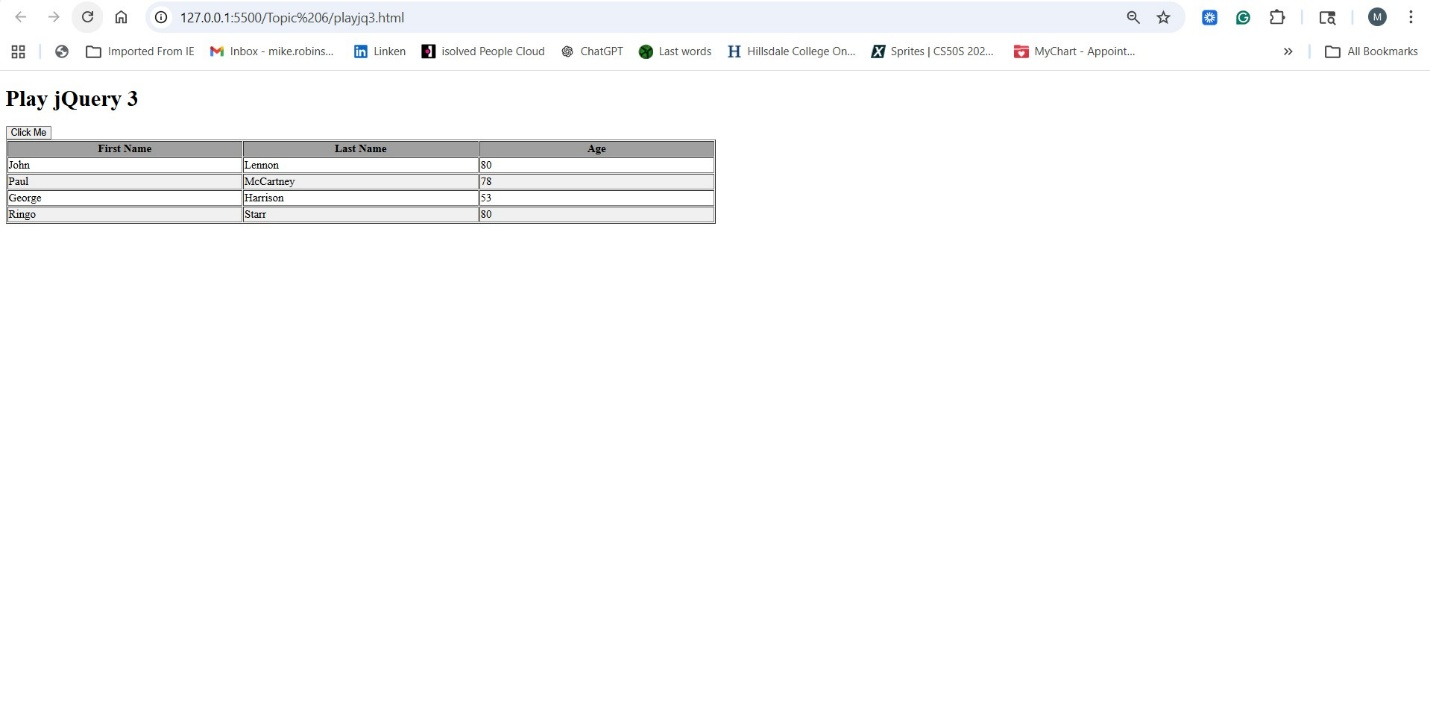 127.0.0.1:5500/Topic%206/playjq3.html M
Imported From IE Inbox - mike.robins... Linken isolved People Cloud ChatGPT Last words Hillsdale College On... Sprites | CS50S 202... MyChart - Appoint... » All Bookmarks
Play jQuery 3
Click Me
First Name Last Name Age
John Lennon 80
Paul McCartney 78
George Harrison 53
Ringo Starr 80